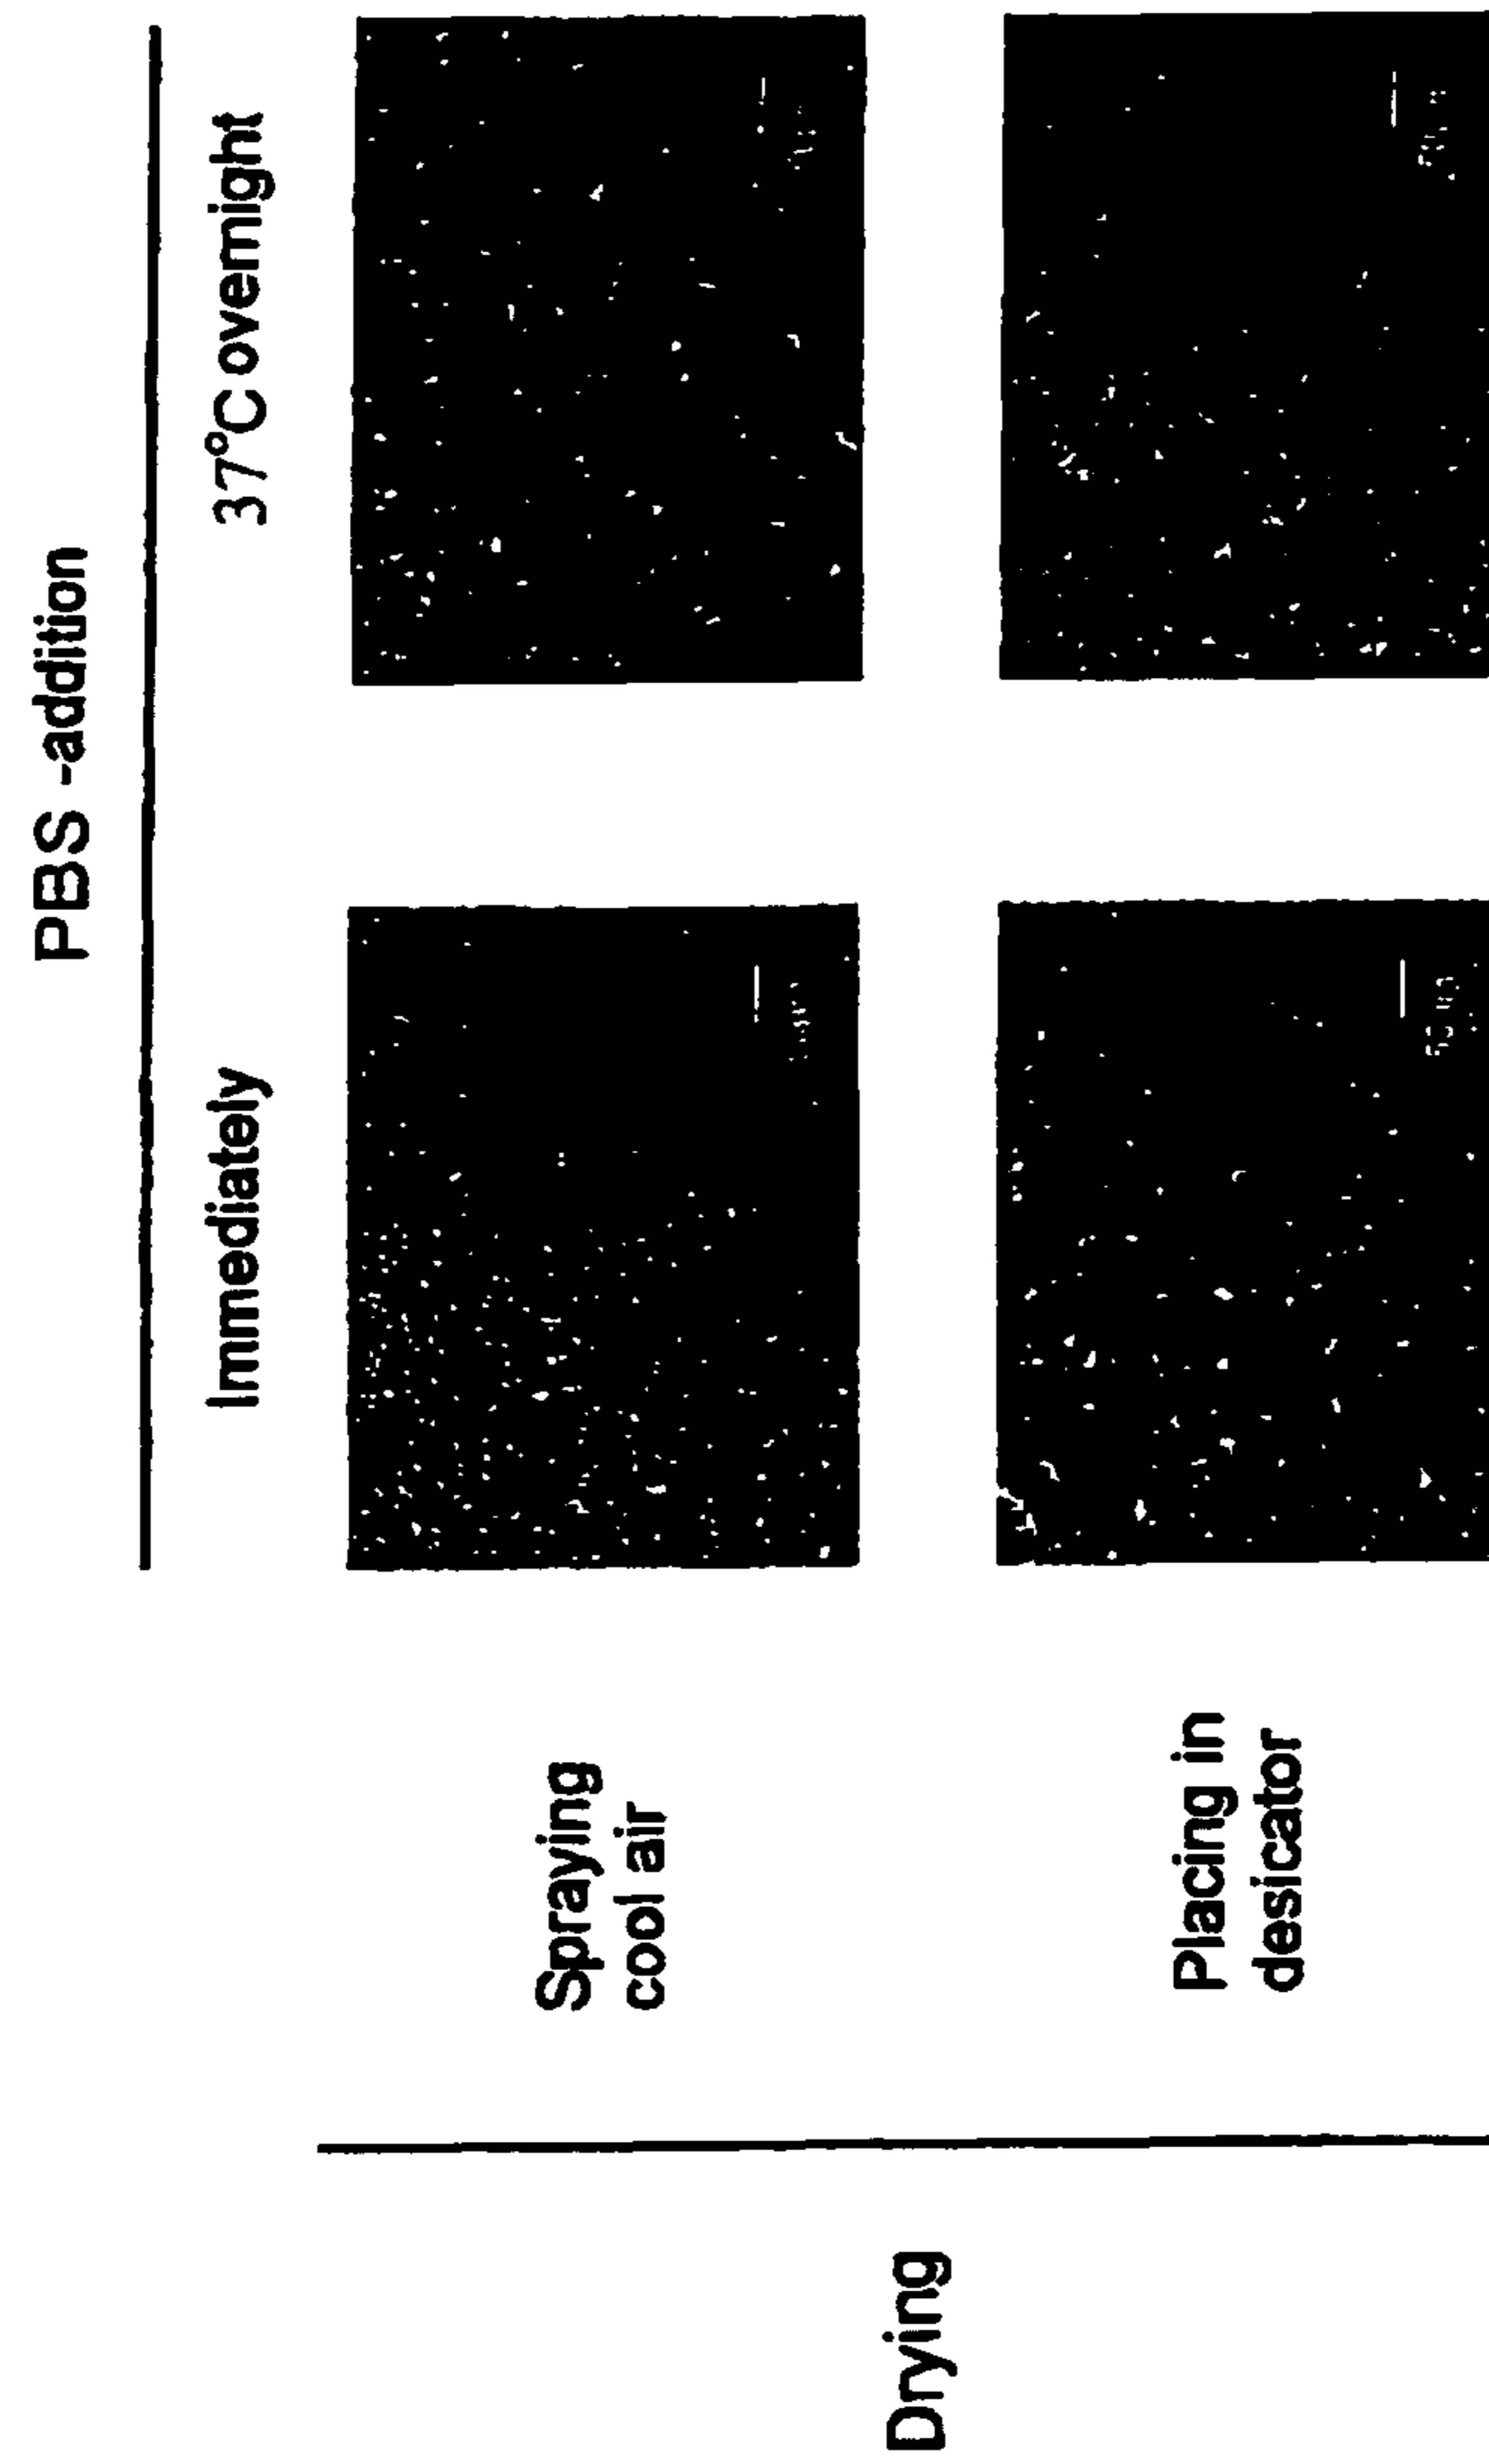 PBS -addition
Immediately
37°C overnight
Spraying
cool air
Placing in
desicator
Drying